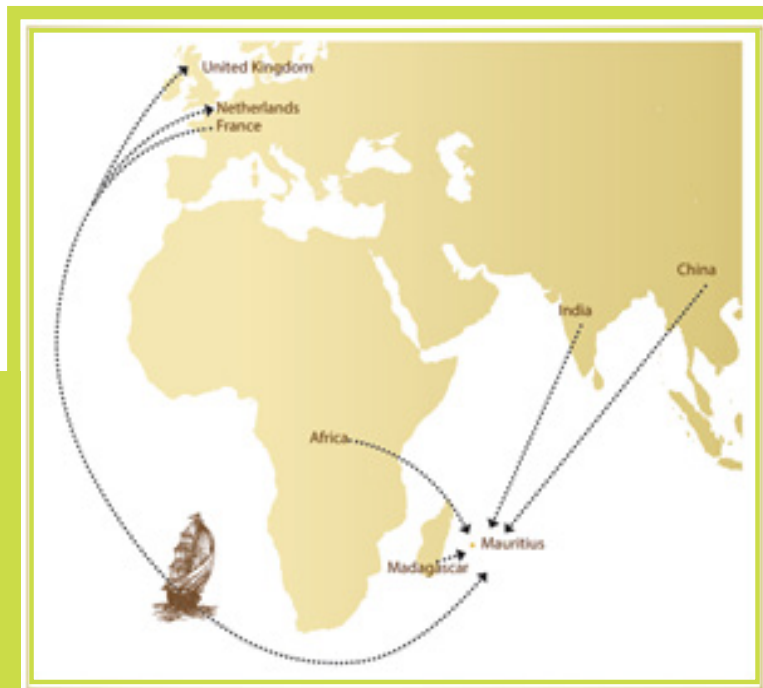 United Kingdom
Netherlands
France
China
India
Africa
Mauritius
Madagascar